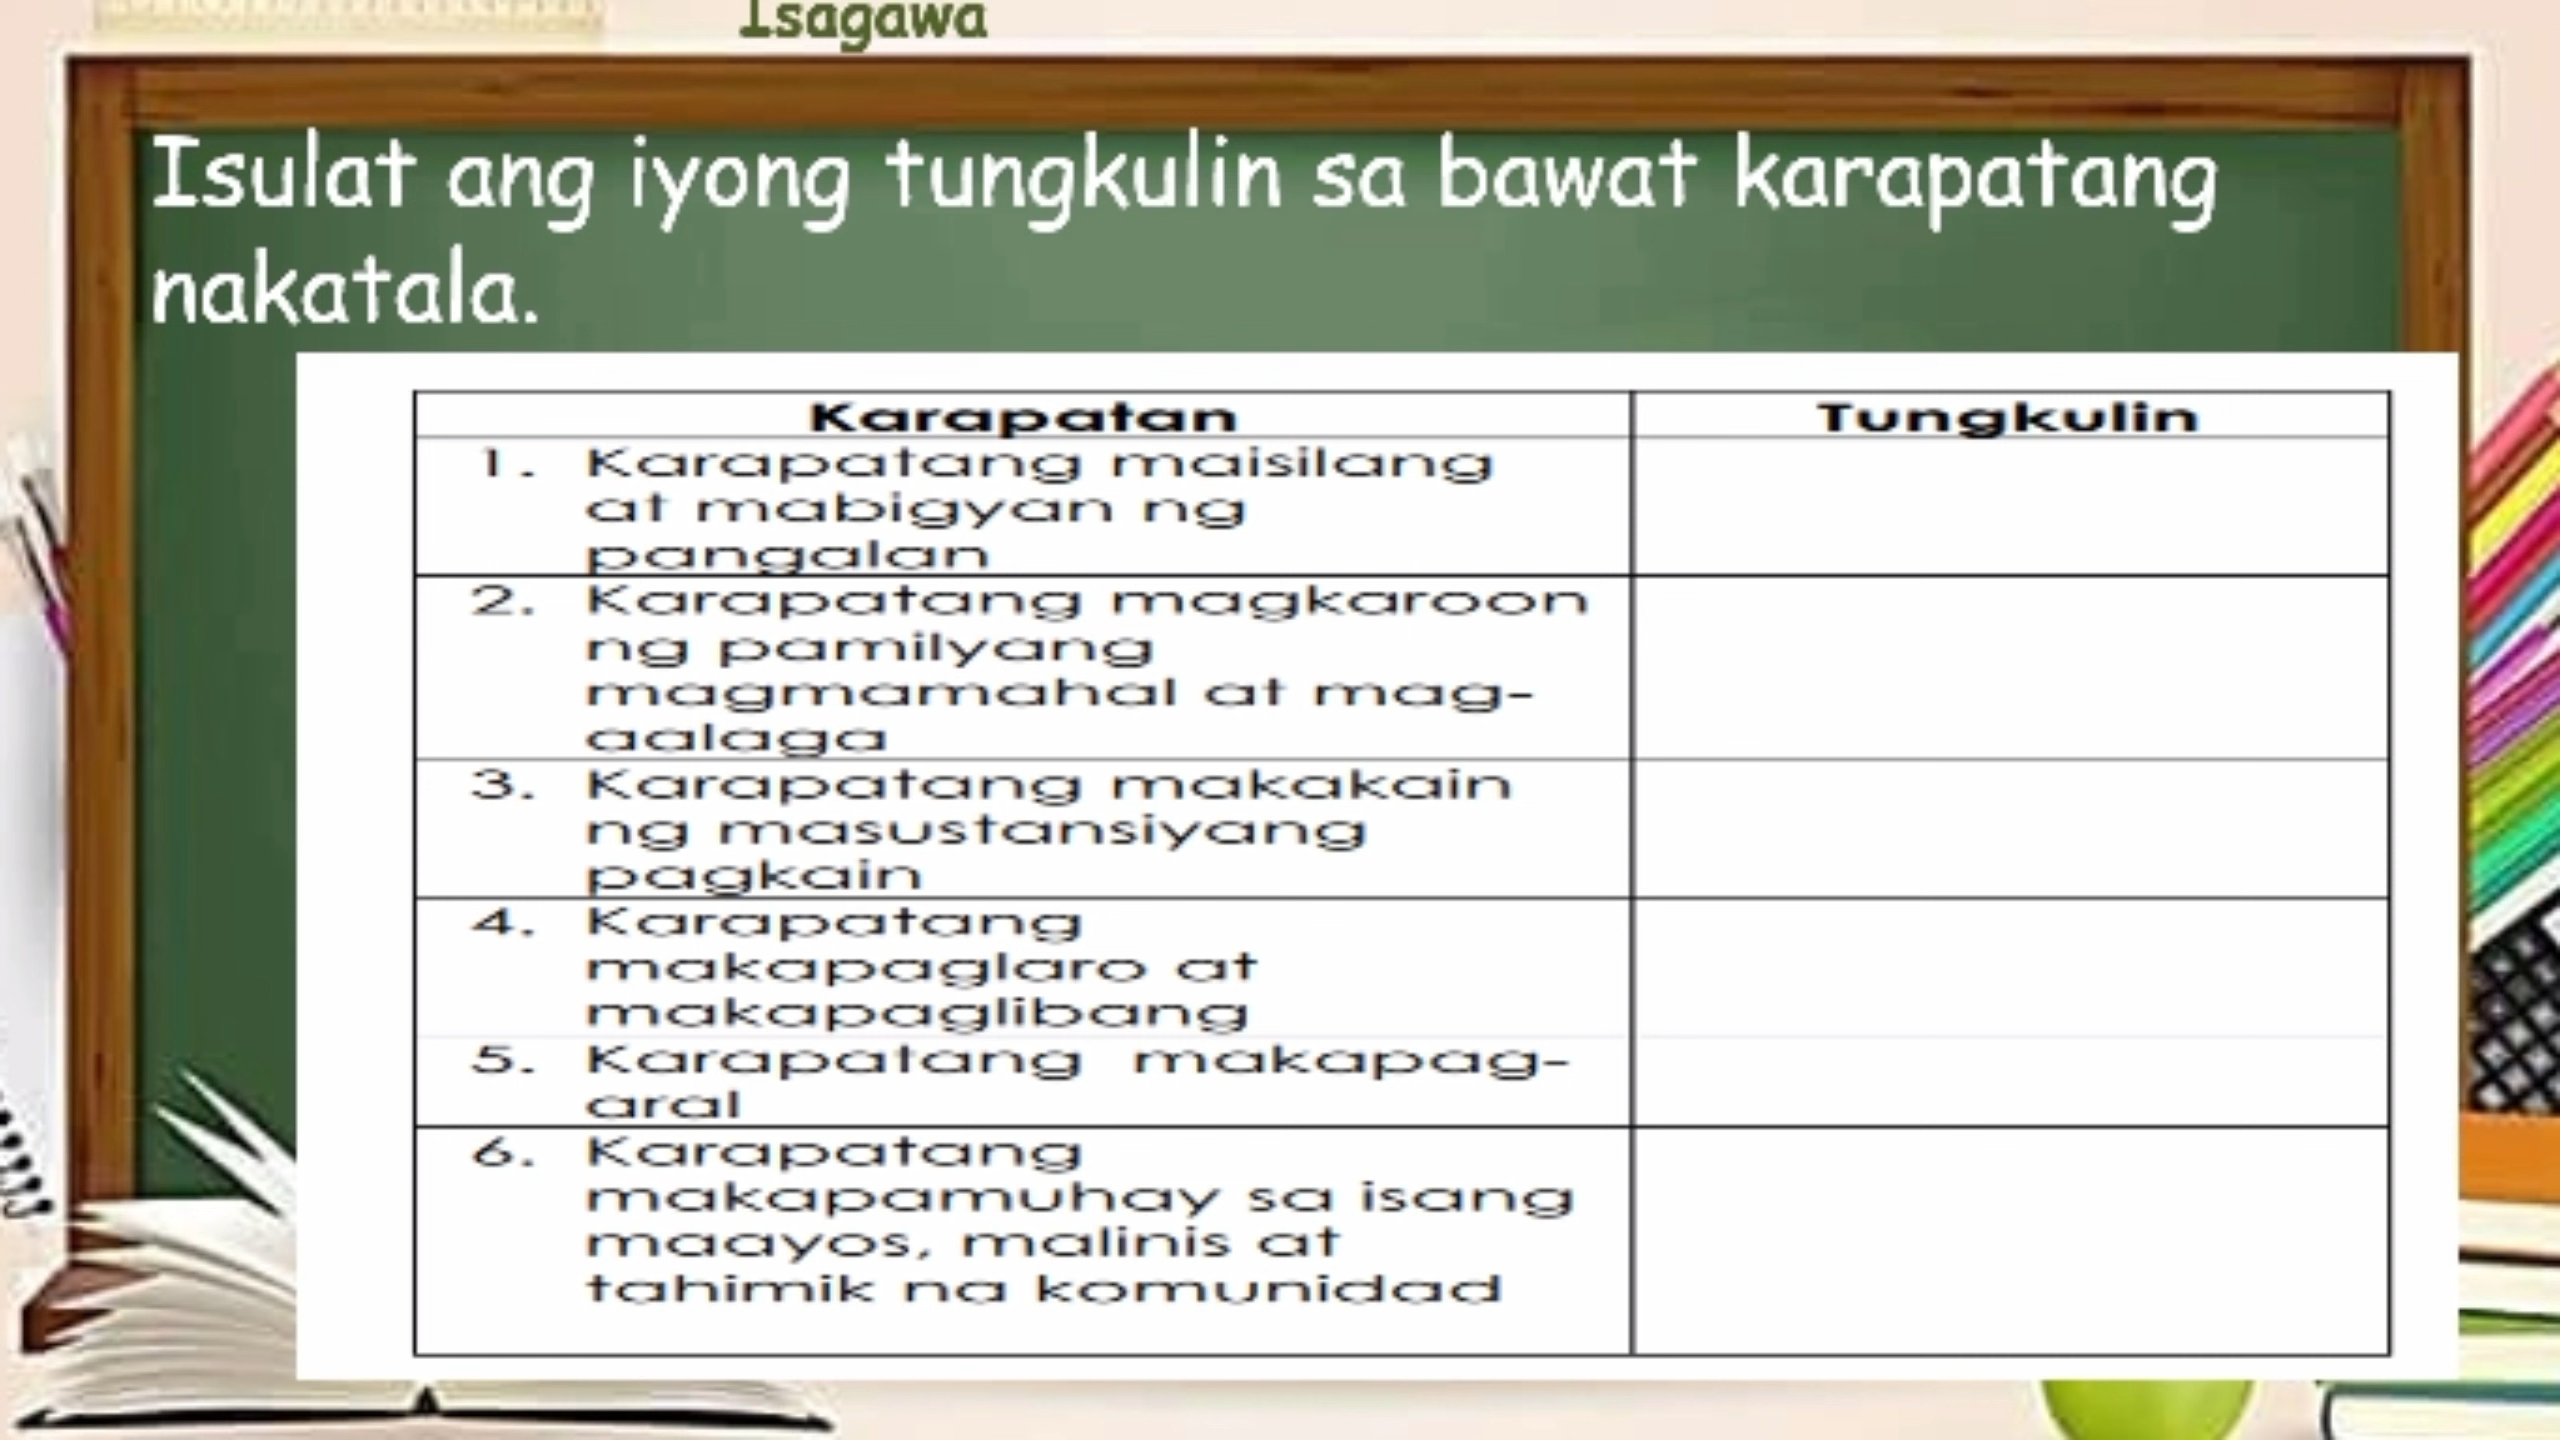 Isagawa
Isulat ang iyong tungkulin sa bawat karapatang
nakatala.
Karapatan
Tungkulin
1. Karapatang maisilang
at mabigyan ng
pangalan
2. Karapatang magkaroon
ng pamilyang
magmamahal at mag-
aalaga
3. Karapatang makakain
ng masustansiyang
pagkain
4. Karapatang
makapaglaro at
makapaglibang
5. Karapatang makapag-
aral
6. Karapatang
makapamuhay sa isang
maayos, malinis at
tahimik na komunidad